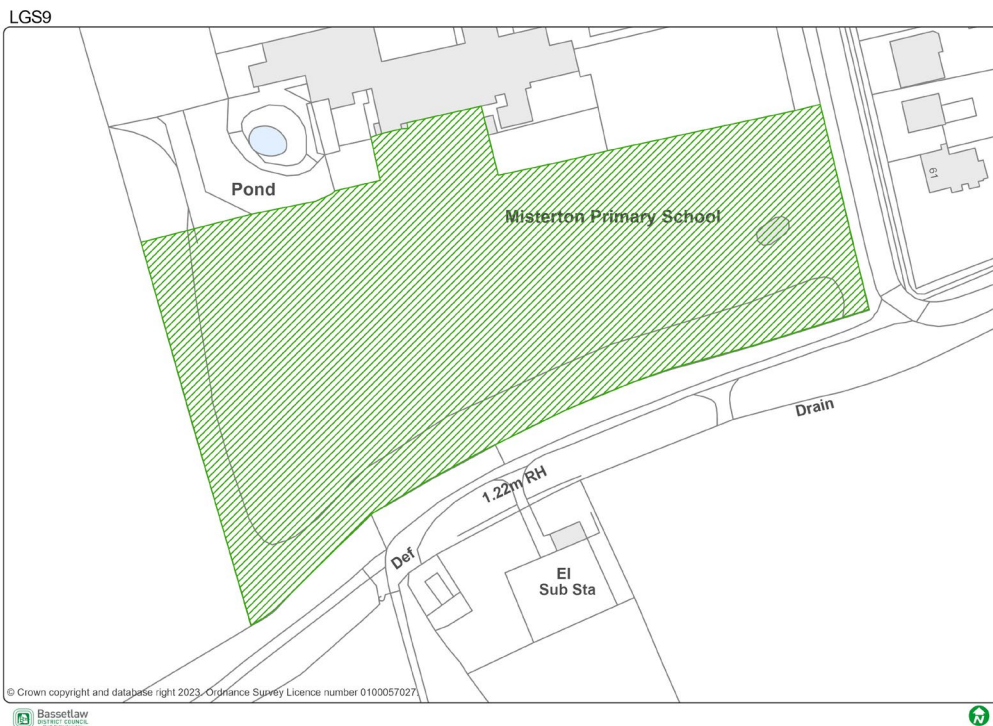 LGS9
Pond
Misterton Primary School
61
Drain
1.22m RH
Def
El
Sub Sta
© Crown copyright and database right 2023. Ordnance Survey Licence number 0100057027.
Bassetlaw
DISTRICT COUNCIL
N